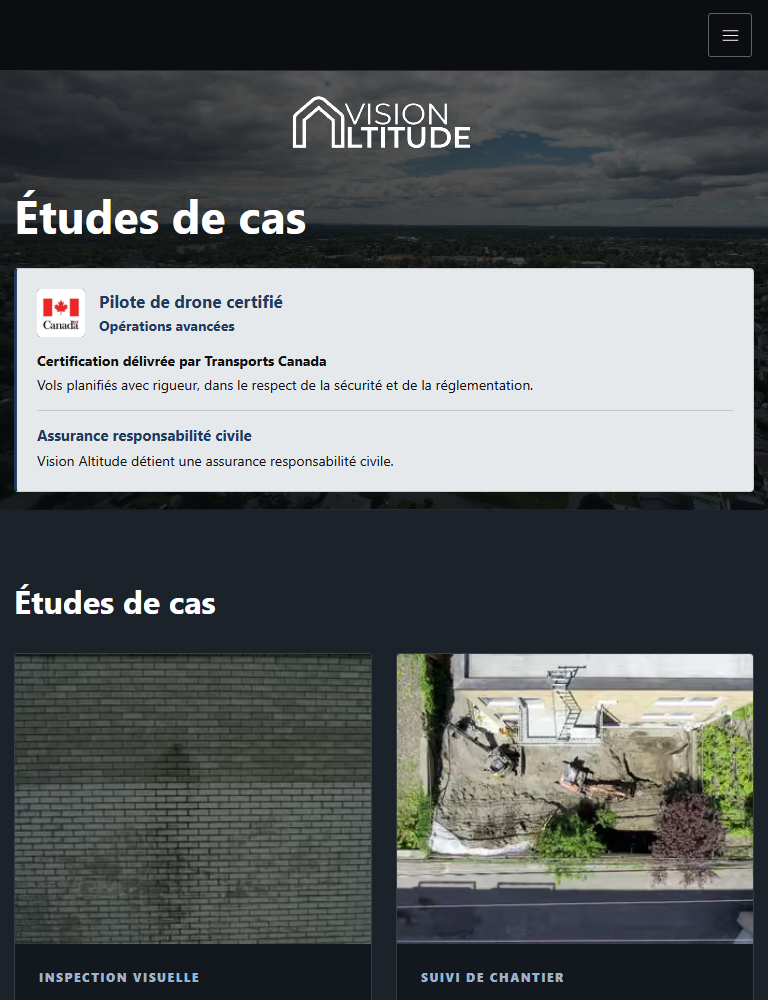 VISION
ALTITUDE
Études de cas
Canada
Pilote de drone certifié
Opérations avancées
Certification délivrée par Transports Canada
Vols planifiés avec rigueur, dans le respect de la sécurité et de la réglementation.
Assurance responsabilité civile
Vision Altitude détient une assurance responsabilité civile.
Études de cas
INSPECTION VISUELLE
SUIVI DE CHANTIER